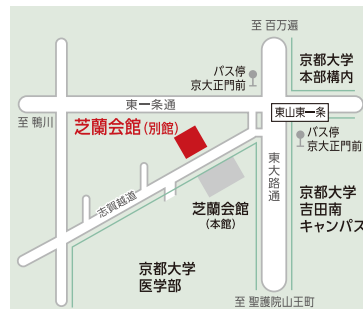 至 百万遍
バス停
京大正門前
京都大学
本部構内
東一条通
東山東一条
至 鴨川
芝蘭会館(別館)
バス停
京大正門前
東大路通
志賀越道
芝蘭会館
(本館)
京都大学
吉田南
キャンパス
京都大学
医学部
至 聖護院山王町